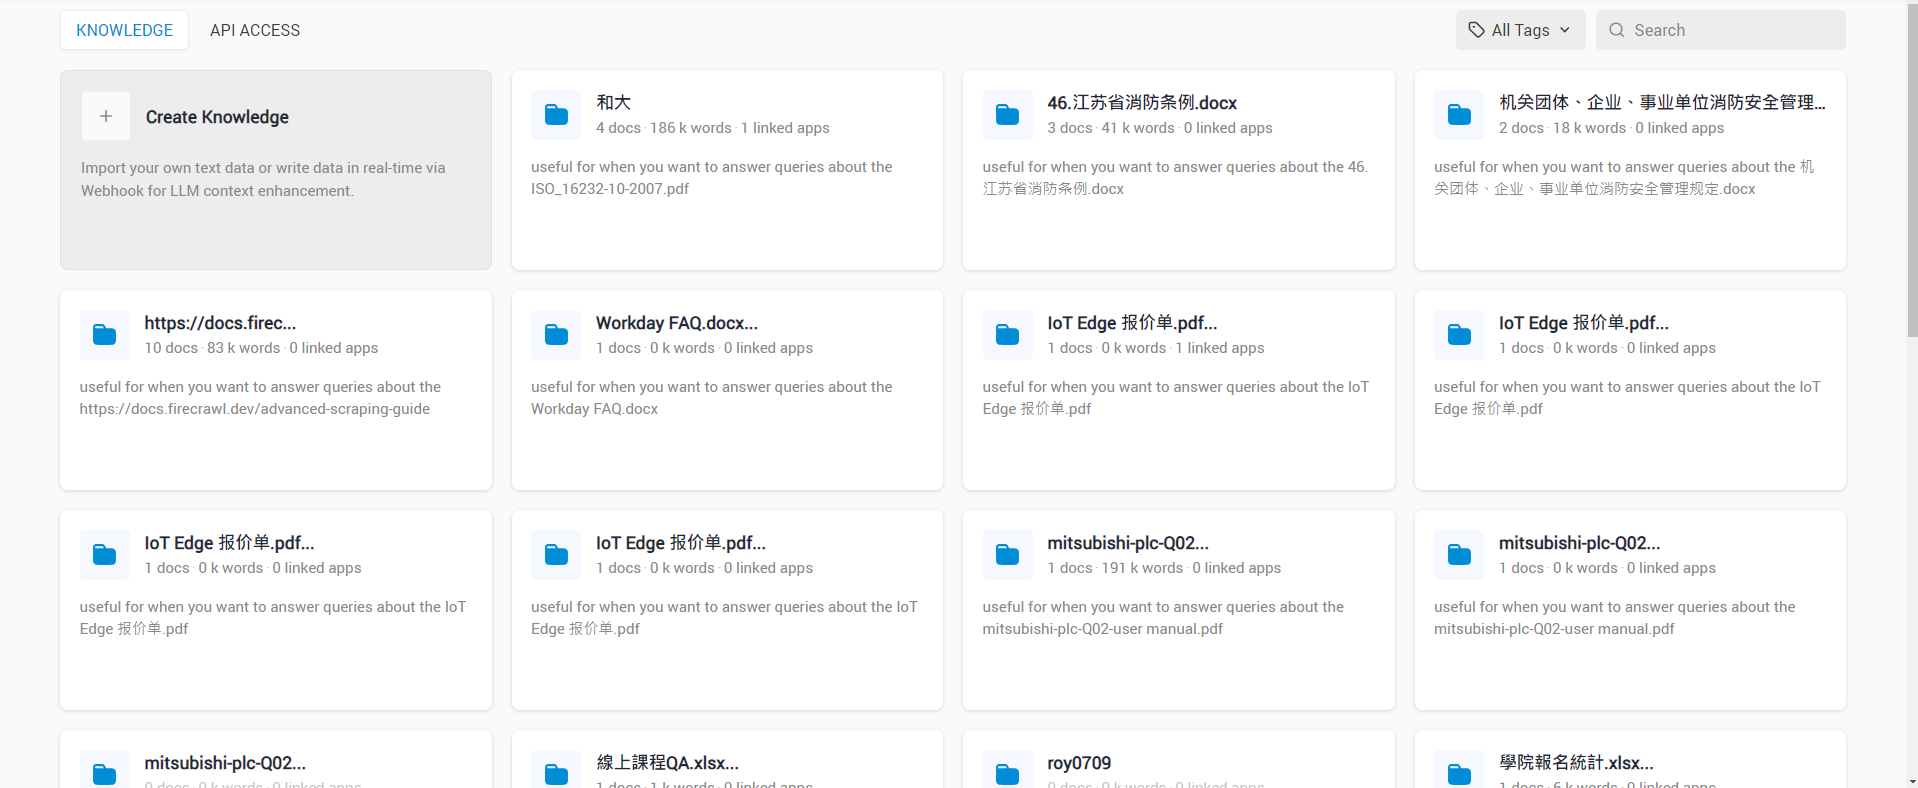 KNOWLEDGE
API ACCESS
All Tags
Search
Create Knowledge
Import your own text data or write data in real-time via
Webhook for LLM context enhancement.
和大
4 docs · 186 k words · 1 linked apps
useful for when you want to answer queries about the
ISO_16232-10-2007.pdf
46.江苏省消防条例.docx
3 docs · 41 k words · 0 linked apps
useful for when you want to answer queries about the 46.
江苏省消防条例.docx
机关团体、企业、事业单位消防安全管理...
2 docs · 18 k words · 0 linked apps
useful for when you want to answer queries about the 机
关团体、企业、事业单位消防安全管理规定.docx
https://docs.firec...
10 docs · 83 k words · 0 linked apps
useful for when you want to answer queries about the
https://docs.firecrawl.dev/advanced-scraping-guide
Workday FAQ.docx...
1 docs · 0 k words · 0 linked apps
useful for when you want to answer queries about the
Workday FAQ.docx
IoT Edge 报价单.pdf...
1 docs · 0 k words · 1 linked apps
useful for when you want to answer queries about the IoT
Edge 报价单.pdf
IoT Edge 报价单.pdf...
1 docs · 0 k words · 0 linked apps
useful for when you want to answer queries about the IoT
Edge 报价单.pdf
IoT Edge 报价单.pdf...
1 docs · 0 k words · 0 linked apps
useful for when you want to answer queries about the IoT
Edge 报价单.pdf
IoT Edge 报价单.pdf...
1 docs · 0 k words · 0 linked apps
useful for when you want to answer queries about the IoT
Edge 报价单.pdf
mitsubishi-plc-Q02...
1 docs · 191 k words · 0 linked apps
useful for when you want to answer queries about the
mitsubishi-plc-Q02-user manual.pdf
mitsubishi-plc-Q02...
1 docs · 0 k words · 0 linked apps
useful for when you want to answer queries about the
mitsubishi-plc-Q02-user manual.pdf
mitsubishi-plc-Q02...
0 docs · 0 k words · 0 linked apps
線上課程QA.xlsx...
1 docs · 1 k words · 0 linked apps
roy0709
0 docs · 0 k words · 0 linked apps
學院報名統計.xlsx...
1 docs · 6 k words · 0 linked apps